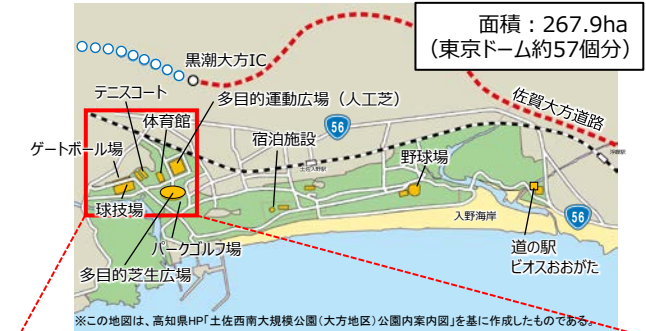 面積：267.9ha
（東京ドーム約57個分）
黒潮大方IC
テニスコート
多目的運動広場（人工芝）
佐賀大方道路
体育館
56
宿泊施設
ゲートボール場
土佐入野駅
野球場
球技場
入野海岸
56
パークゴルフ場
道の駅
ビオスおおがた
多目的芝生広場
※この地図は、高知県HP「土佐西南大規模公園（大方地区）公園内案内図」を基に作成したものである。